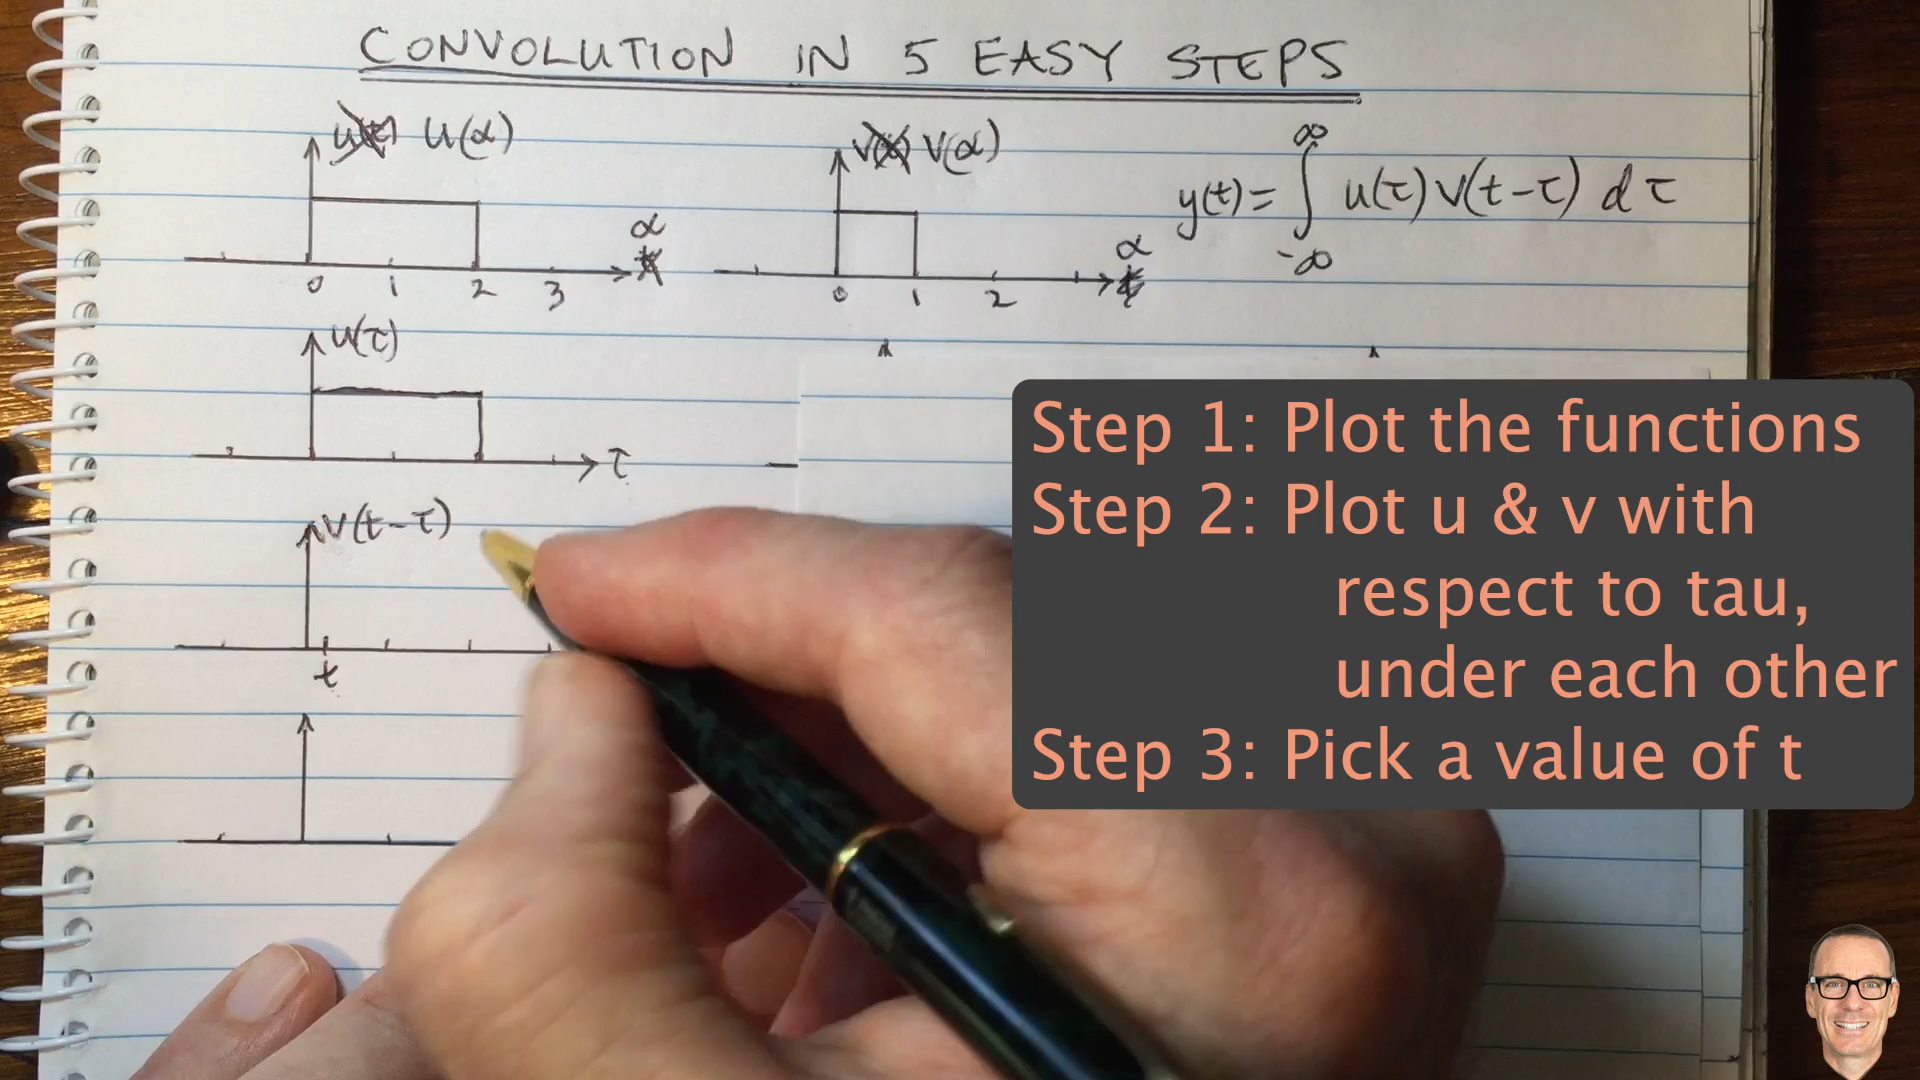 CONVOLUTION IN 5 EASY STEPS
u(α)
v(α)
y(t) = ∫ u(τ) v(t-τ) dτ
∞
-∞
α
0 1 2 3
α
0 1 2
u(τ)
τ
v(t-τ)
t
Step 1: Plot the functions
Step 2: Plot u & v with
respect to tau,
under each other
Step 3: Pick a value of t